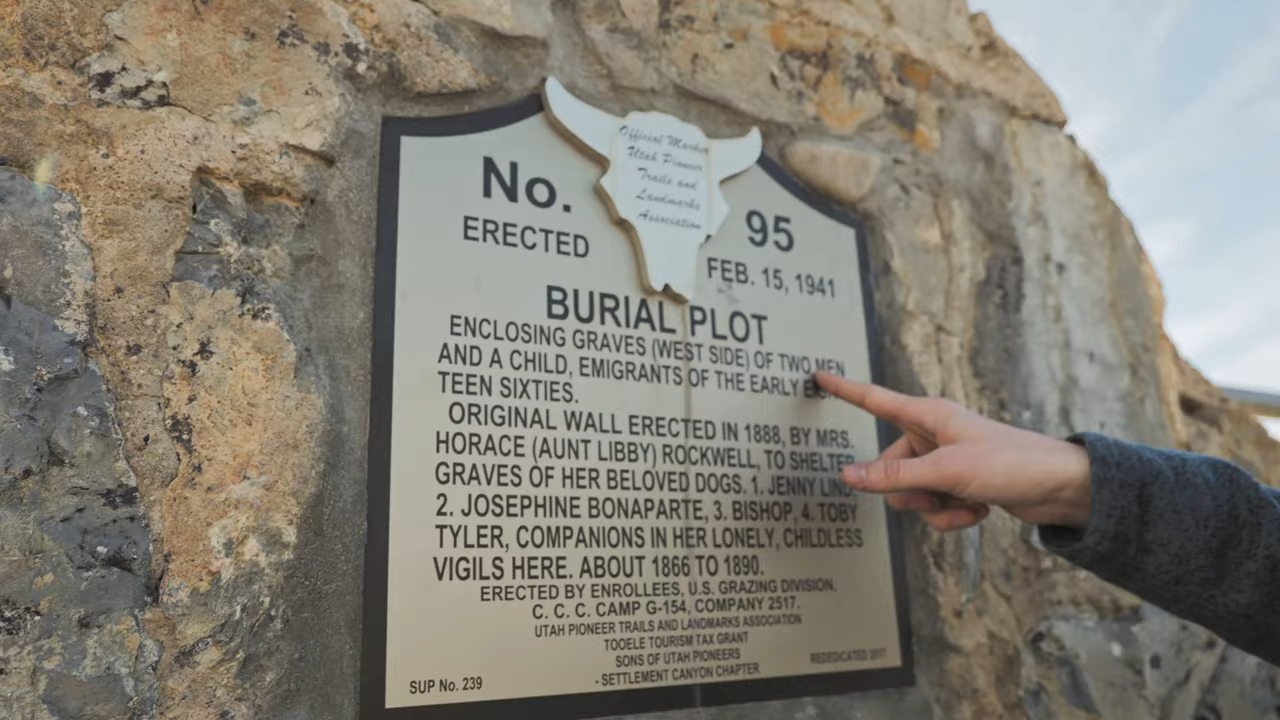 Official Marker
Utah Pioneer
Trails and
Landmarks
Association
No. 95
ERECTED FEB. 15, 1941
BURIAL PLOT
ENCLOSING GRAVES (WEST SIDE) OF TWO MEN
AND A CHILD, EMIGRANTS OF THE EARLY
TEEN SIXTIES.
ORIGINAL WALL ERECTED IN 1888, BY MRS.
HORACE (AUNT LIBBY) ROCKWELL, TO SHELTER
GRAVES OF HER BELOVED DOGS. 1. JENNY LIND,
2. JOSEPHINE BONAPARTE, 3. BISHOP, 4. TOBY
TYLER, COMPANIONS IN HER LONELY, CHILDLESS
VIGILS HERE. ABOUT 1866 TO 1890.
ERECTED BY ENROLLEES, U.S. GRAZING DIVISION,
C. C. C. CAMP G-154, COMPANY 2517.
UTAH PIONEER TRAILS AND LANDMARKS ASSOCIATION
TOOELE TOURISM TAX GRANT
SONS OF UTAH PIONEERS
- SETTLEMENT CANYON CHAPTER
SUP No. 239
REDEDICATED 2017